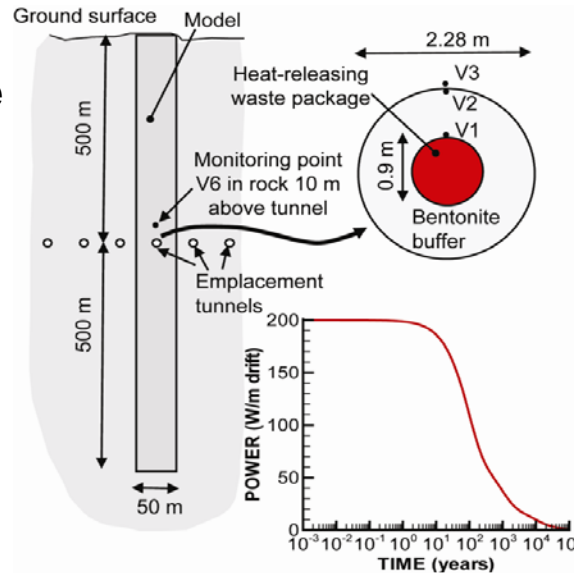 Ground surface
Model
e
500 m
500 m
Monitoring point
V6 in rock 10 m
above tunnel
Emplacement
tunnels
50 m
2.28 m
Heat-releasing
waste package
V3
V2
V1
0.9 m
Bentonite
buffer
POWER (W/m drift)
200
150
100
50
0
10⁻³ 10⁻² 10⁻¹ 10⁰ 10¹ 10² 10³ 10⁴ 10
TIME (years)